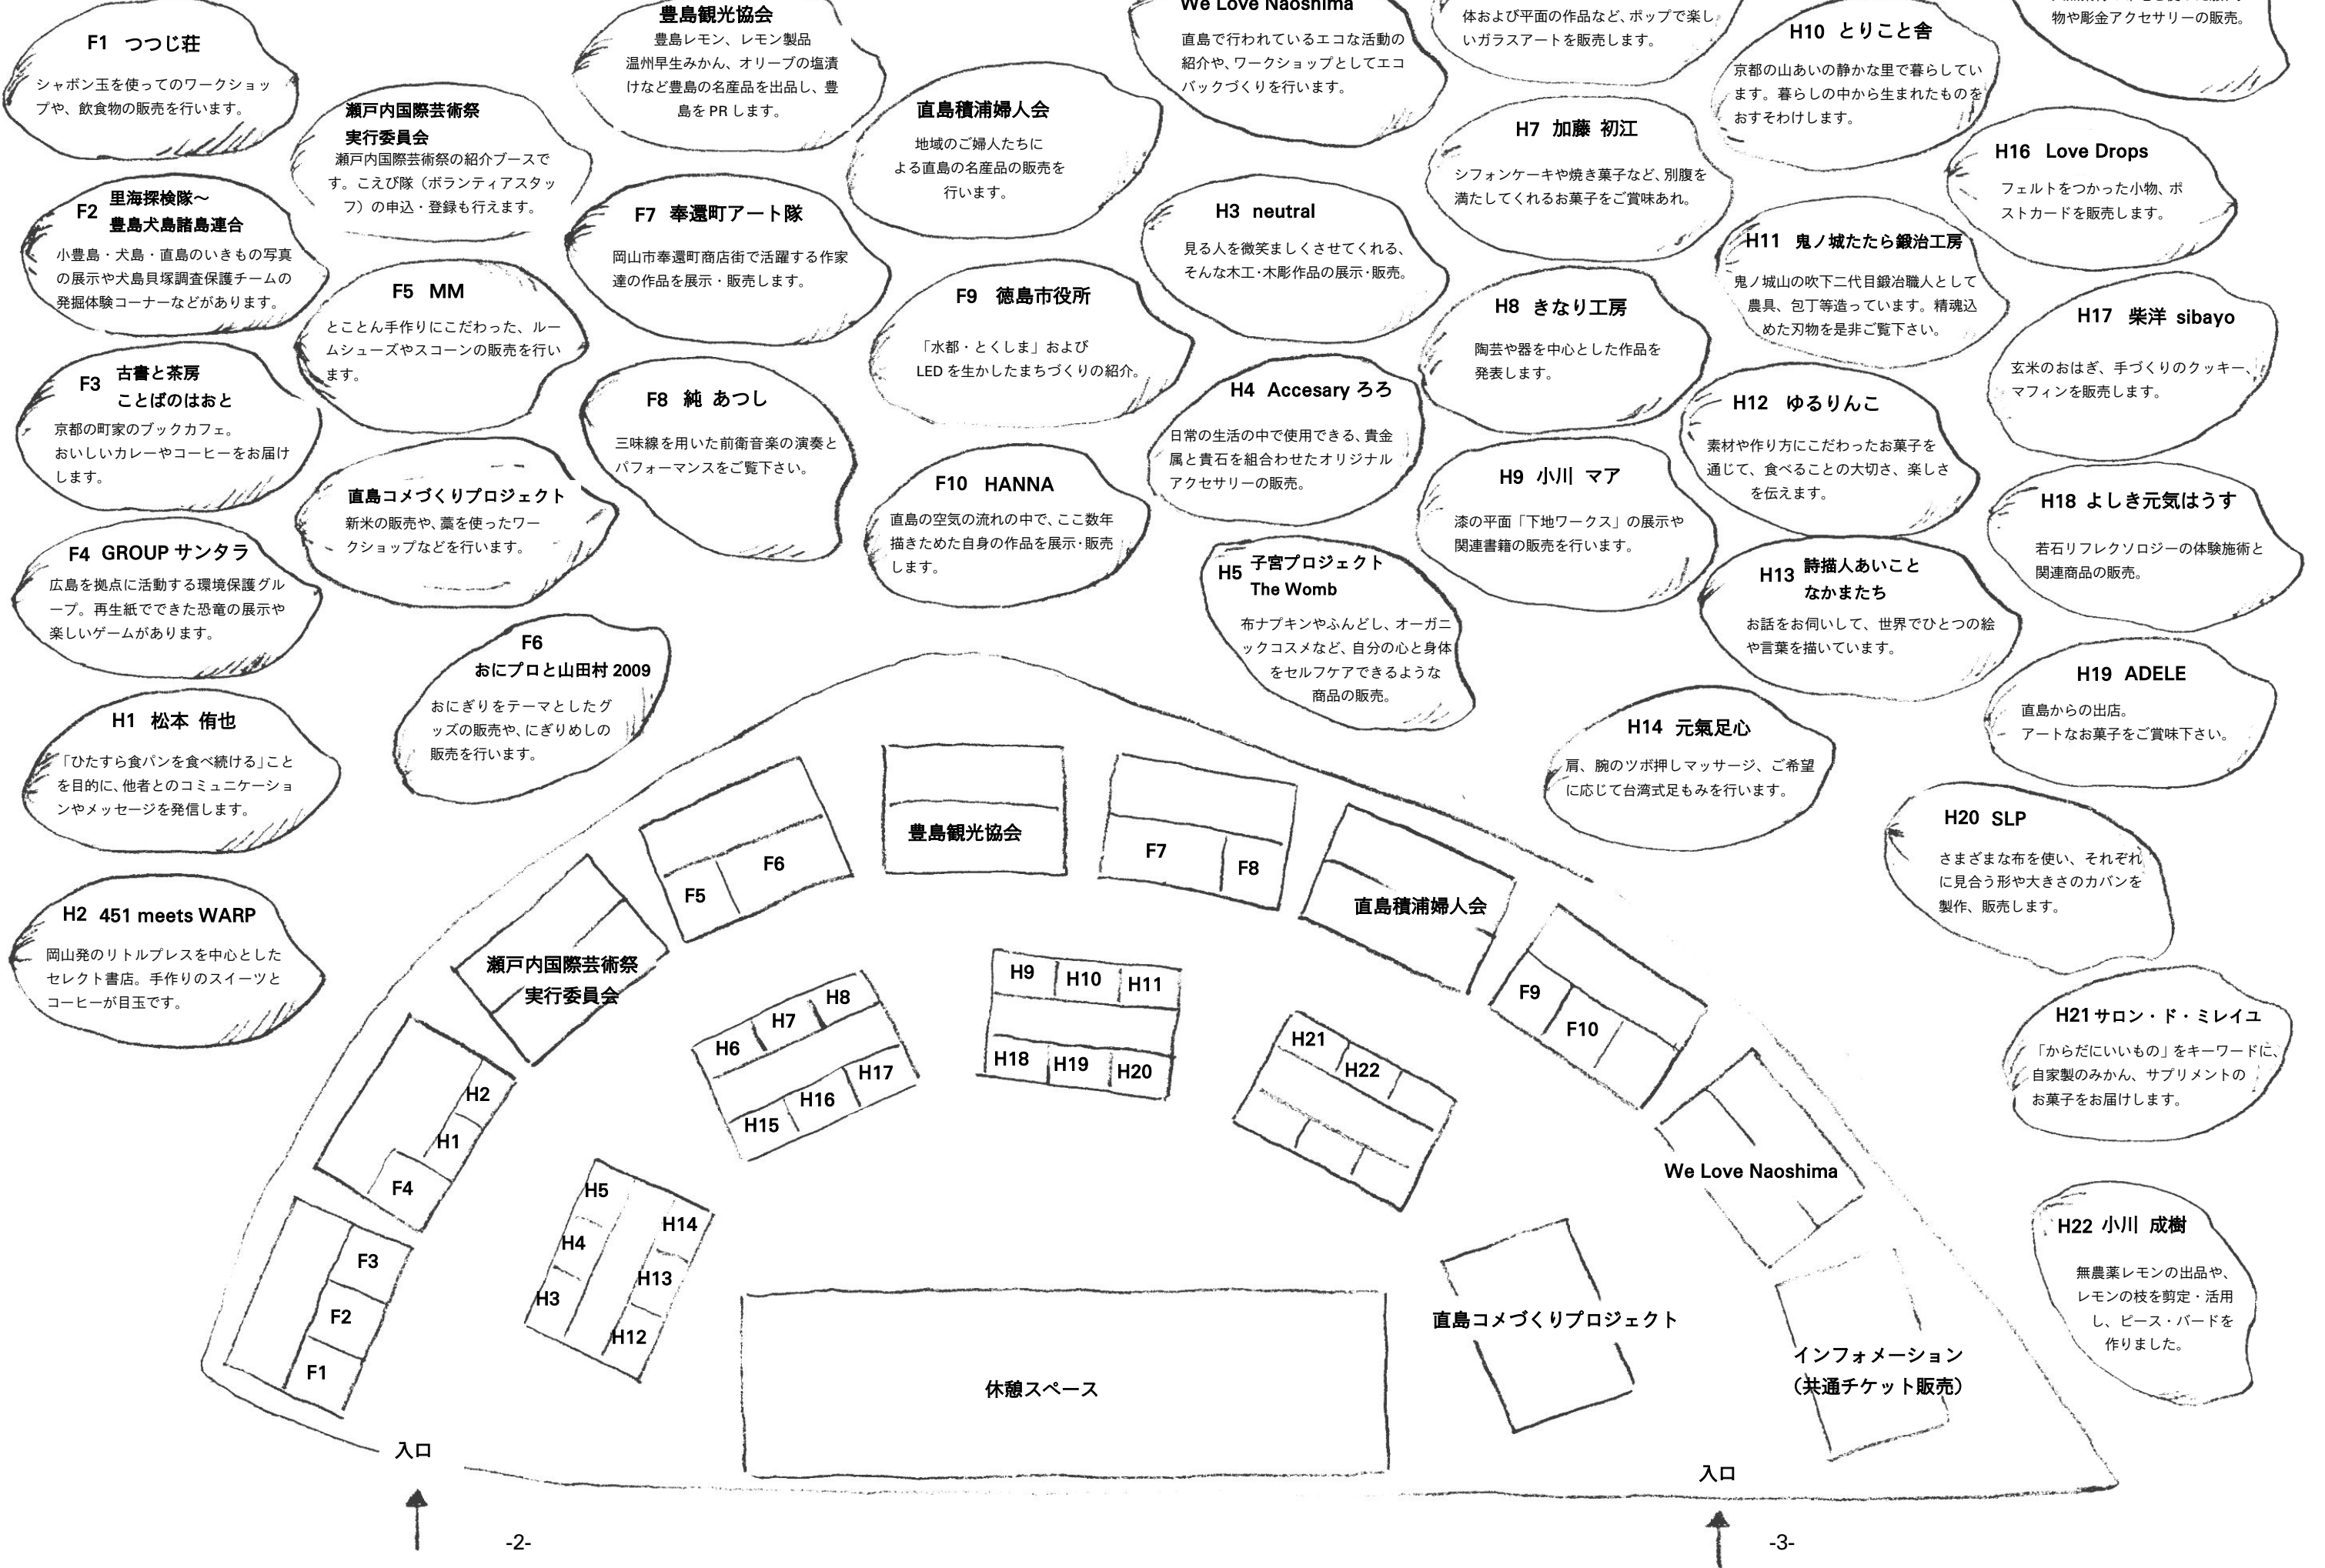 F1 つつじ荘
シャボン玉を使ってのワークショッ
プや、飲食物の販売を行います。
F2 里海探検隊〜
豊島犬島諸島連合
小豊島・犬島・直島のいきもの写真
の展示や犬島貝塚調査保護チームの
発掘体験コーナーなどがあります。
F3 古書と茶房
ことばのはおと
京都の町家のブックカフェ。
おいしいカレーやコーヒーをお届け
します。
F4 GROUP サンタラ
広島を拠点に活動する環境保護グル
ープ。再生紙でできた恐竜の展示や
楽しいゲームがあります。
H1 松本 侑也
「ひたすら食パンを食べ続ける」こと
を目的に、他者とのコミュニケーショ
ンやメッセージを発信します。
H2 451 meets WARP
岡山発のリトルプレスを中心とした
セレクト書店。手作りのスイーツと
コーヒーが目玉です。
瀬戸内国際芸術祭
実行委員会
瀬戸内国際芸術祭の紹介ブースで
す。こえび隊（ボランティアスタッ
フ）の申込・登録も行えます。
F5 MM
とことん手作りにこだわった、ルー
ムシューズやスコーンの販売を行い
ます。
直島コメづくりプロジェクト
新米の販売や、藁を使ったワー
クショップなどを行います。
F6
おにプロと山田村 2009
おにぎりをテーマとしたグ
ッズの販売や、にぎりめしの
販売を行います。
豊島観光協会
豊島レモン、レモン製品
温州早生みかん、オリーブの塩漬
けなど豊島の名産品を出品し、豊
島を PR します。
F7 奉還町アート隊
岡山市奉還町商店街で活躍する作家
達の作品を展示・販売します。
F8 純 あつし
三味線を用いた前衛音楽の演奏と
パフォーマンスをご覧下さい。
直島積浦婦人会
地域のご婦人たちに
よる直島の名産品の販売を
行います。
F9 徳島市役所
「水都・とくしま」および
LED を生かしたまちづくりの紹介。
F10 HANNA
直島の空気の流れの中で、ここ数年
描きためた自身の作品を展示・販売
します。
We Love Naoshima
直島で行われているエコな活動の
紹介や、ワークショップとしてエコ
バックづくりを行います。
H3 neutral
見る人を微笑ましくさせてくれる、
そんな木工・木彫作品の展示・販売。
H4 Accesary ろろ
日常の生活の中で使用できる、貴金
属と貴石を組合わせたオリジナル
アクセサリーの販売。
H5 子宮プロジェクト
The Womb
布ナプキンやふんどし、オーガニ
ックコスメなど、自分の心と身体
をセルフケアできるような
商品の販売。
体および平面の作品など、ポップで楽し
いガラスアートを販売します。
H7 加藤 初江
シフォンケーキや焼き菓子など、別腹を
満たしてくれるお菓子をご賞味あれ。
H8 きなり工房
陶芸や器を中心とした作品を
発表します。
H9 小川 マア
漆の平面「下地ワークス」の展示や
関連書籍の販売を行います。
H10 とりこと舎
京都の山あいの静かな里で暮らしてい
ます。暮らしの中から生まれたものを
おすそわけします。
H11 鬼ノ城たたら鍛治工房
鬼ノ城山の吹下二代目鍛冶職人として
農具、包丁等造っています。精魂込
めた刃物を是非ご覧下さい。
H12 ゆるりんこ
素材や作り方にこだわったお菓子を
通じて、食べることの大切さ、楽しさ
を伝えます。
H13 詩描人あいこと
なかまたち
お話をお伺いして、世界でひとつの絵
や言葉を描いています。
H14 元氣足心
肩、腕のツボ押しマッサージ、ご希望
に応じて台湾式足もみを行います。
物や彫金アクセサリーの販売。
H16 Love Drops
フェルトをつかった小物、ポ
ストカードを販売します。
H17 柴洋 sibayo
玄米のおはぎ、手づくりのクッキー、
マフィンを販売します。
H18 よしき元気はうす
若石リフレクソロジーの体験施術と
関連商品の販売。
H19 ADELE
直島からの出店。
アートなお菓子をご賞味下さい。
H20 SLP
さまざまな布を使い、それぞれ
に見合う形や大きさのカバンを
製作、販売します。
H21 サロン・ド・ミレイユ
「からだにいいもの」をキーワードに、
自家製のみかん、サプリメントの
お菓子をお届けします。
H22 小川 成樹
無農薬レモンの出品や、
レモンの枝を剪定・活用
し、ピース・バードを
作りました。
F1
F2
F3
F4
H1
H2
瀬戸内国際芸術祭
実行委員会
F5
F6
豊島観光協会
F7
F8
直島積浦婦人会
F9
F10
We Love Naoshima
インフォメーション
（共通チケット販売）
直島コメづくりプロジェクト
H3
H4
H5
H12
H13
H14
H6
H7
H8
H15
H16
H17
H9
H10
H11
H18
H19
H20
H21
H22
休憩スペース
入口
入口
-2-
-3-